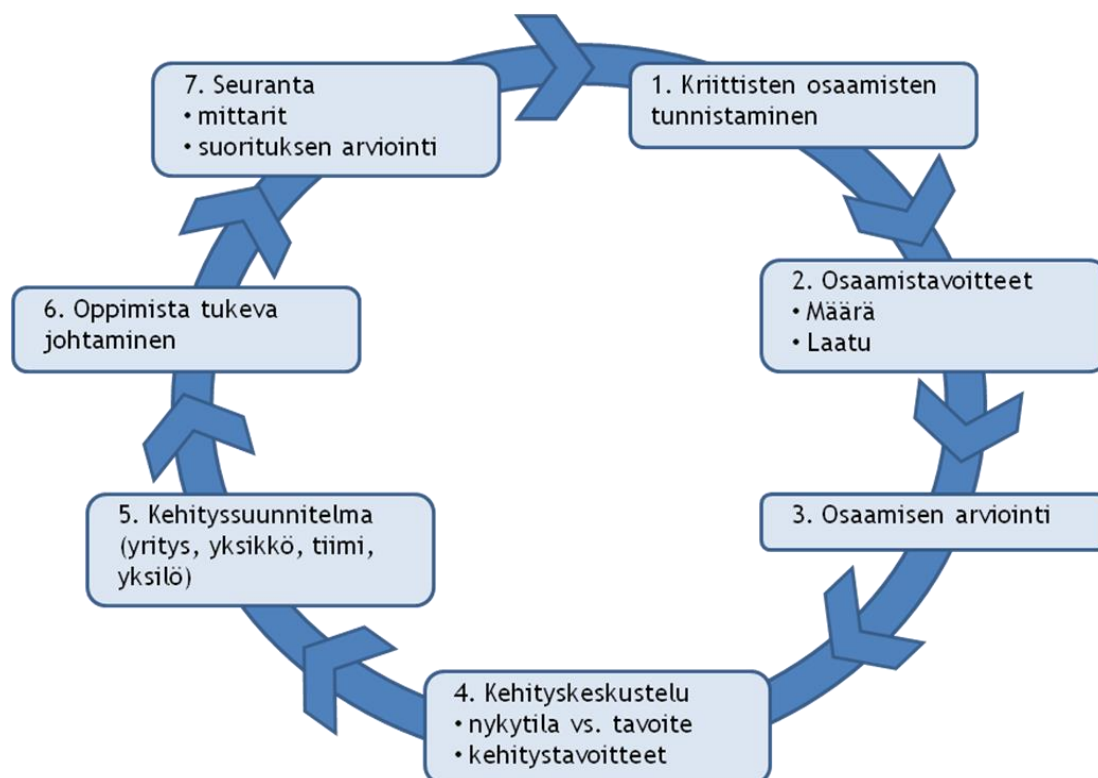 1. Kriittisten osaamisten
tunnistaminen
2. Osaamistavoitteet
• Määrä
• Laatu
3. Osaamisen arviointi
4. Kehityskeskustelu
• nykytila vs. tavoite
• kehitystavoitteet
5. Kehityssuunnitelma
(yritys, yksikkö, tiimi,
yksilö)
6. Oppimista tukeva
johtaminen
7. Seuranta
• mittarit
• suorituksen arviointi